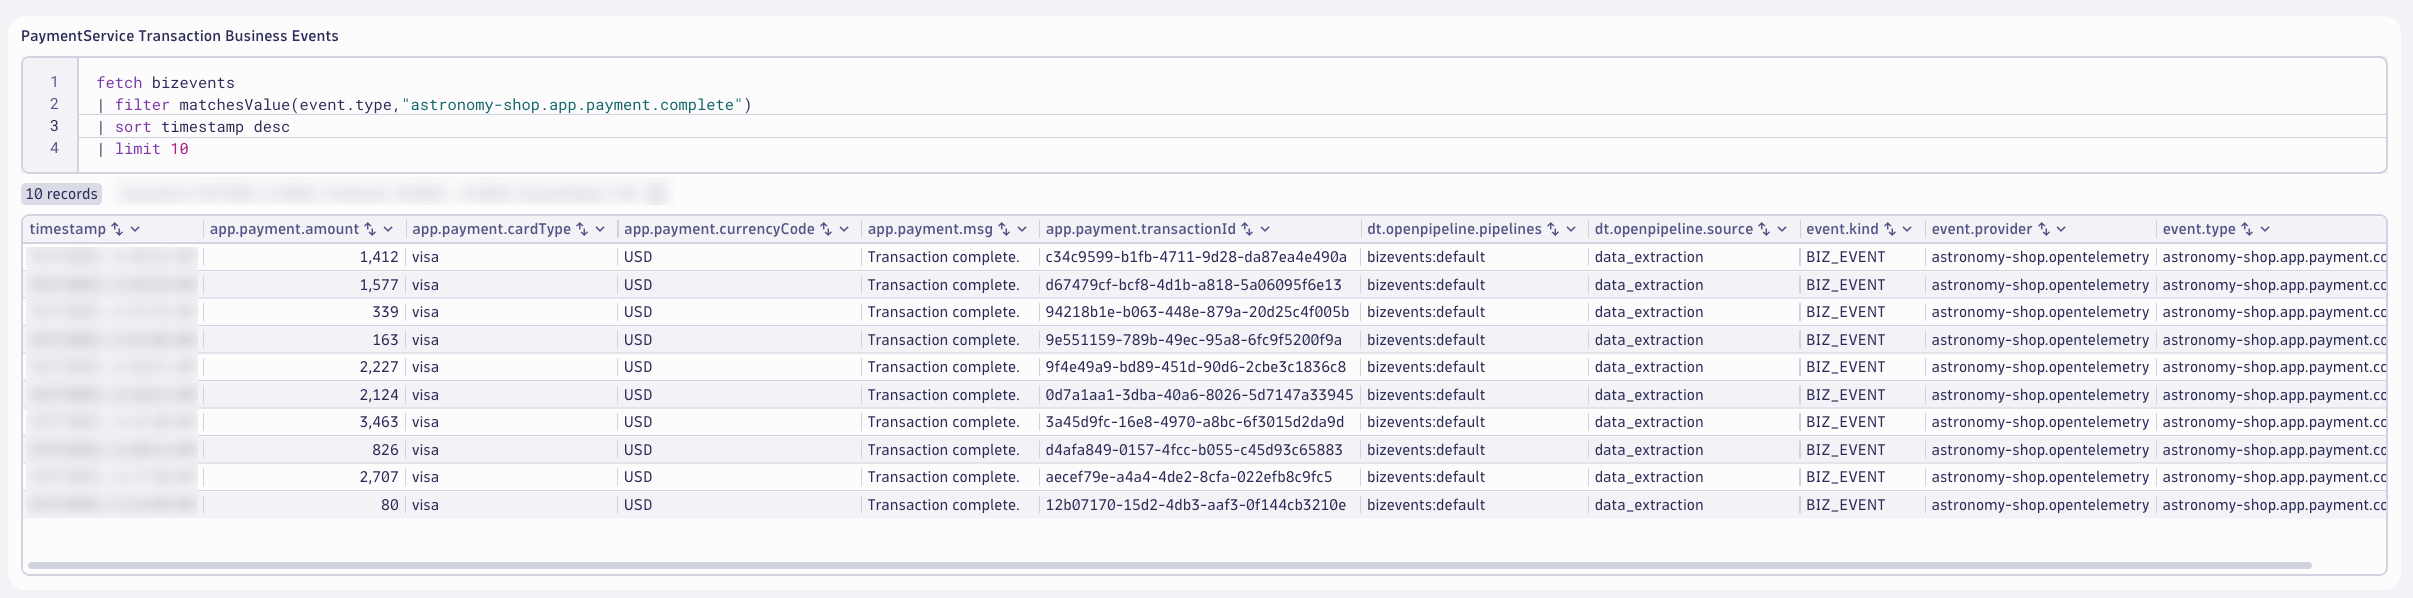 PaymentService Transaction Business Events
1 fetch bizevents
2 | filter matchesValue(event.type,"astronomy-shop.app.payment.complete")
3 | sort timestamp desc
4 | limit 10
10 records
timestamp app.payment.amount app.payment.cardType app.payment.currencyCode app.payment.msg app.payment.transactionId dt.openpipeline.pipelines dt.openpipeline.source event.kind event.provider event.type
1,412 visa USD Transaction complete. c34c9599-b1fb-4711-9d28-da87ea4e490a bizevents:default data_extraction BIZ_EVENT astronomy-shop.opentelemetry astronomy-shop.app.payment.cc
1,577 visa USD Transaction complete. d67479cf-bcf8-4d1b-a818-5a06095f6e13 bizevents:default data_extraction BIZ_EVENT astronomy-shop.opentelemetry astronomy-shop.app.payment.cc
339 visa USD Transaction complete. 94218b1e-b063-448e-879a-20d25c4f005b bizevents:default data_extraction BIZ_EVENT astronomy-shop.opentelemetry astronomy-shop.app.payment.cc
163 visa USD Transaction complete. 9e551159-789b-49ec-95a8-6fc9f5200f9a bizevents:default data_extraction BIZ_EVENT astronomy-shop.opentelemetry astronomy-shop.app.payment.cc
2,227 visa USD Transaction complete. 9f4e49a9-bd89-451d-90d6-2cbe3c1836c8 bizevents:default data_extraction BIZ_EVENT astronomy-shop.opentelemetry astronomy-shop.app.payment.cc
2,124 visa USD Transaction complete. 0d7a1aa1-3dba-40a6-8026-5d7147a33945 bizevents:default data_extraction BIZ_EVENT astronomy-shop.opentelemetry astronomy-shop.app.payment.cc
3,463 visa USD Transaction complete. 3a45d9fc-16e8-4970-a8bc-6f3015d2da9d bizevents:default data_extraction BIZ_EVENT astronomy-shop.opentelemetry astronomy-shop.app.payment.cc
826 visa USD Transaction complete. d4afa849-0157-4fcc-b055-c45d93c65883 bizevents:default data_extraction BIZ_EVENT astronomy-shop.opentelemetry astronomy-shop.app.payment.cc
2,707 visa USD Transaction complete. aecef79e-a4a4-4de2-8cfa-022efb8c9fc5 bizevents:default data_extraction BIZ_EVENT astronomy-shop.opentelemetry astronomy-shop.app.payment.cc
80 visa USD Transaction complete. 12b07170-15d2-4db3-aaf3-0f144cb3210e bizevents:default data_extraction BIZ_EVENT astronomy-shop.opentelemetry astronomy-shop.app.payment.cc